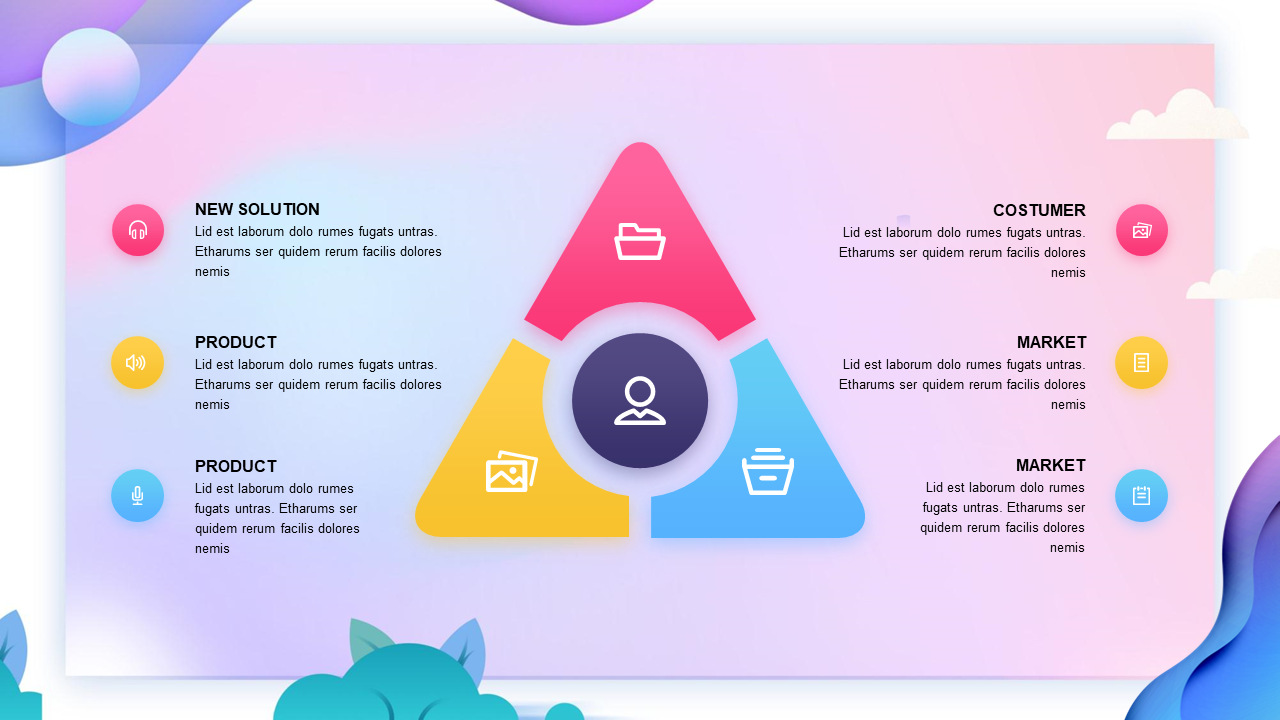 NEW SOLUTION
Lid est laborum dolo rumes fugats untras.
Etharums ser quidem rerum facilis dolores
nemis
PRODUCT
Lid est laborum dolo rumes fugats untras.
Etharums ser quidem rerum facilis dolores
nemis
PRODUCT
Lid est laborum dolo rumes
fugats untras. Etharums ser
quidem rerum facilis dolores
nemis
COSTUMER
Lid est laborum dolo rumes fugats untras.
Etharums ser quidem rerum facilis dolores
nemis
MARKET
Lid est laborum dolo rumes fugats untras.
Etharums ser quidem rerum facilis dolores
nemis
MARKET
Lid est laborum dolo rumes
fugats untras. Etharums ser
quidem rerum facilis dolores
nemis